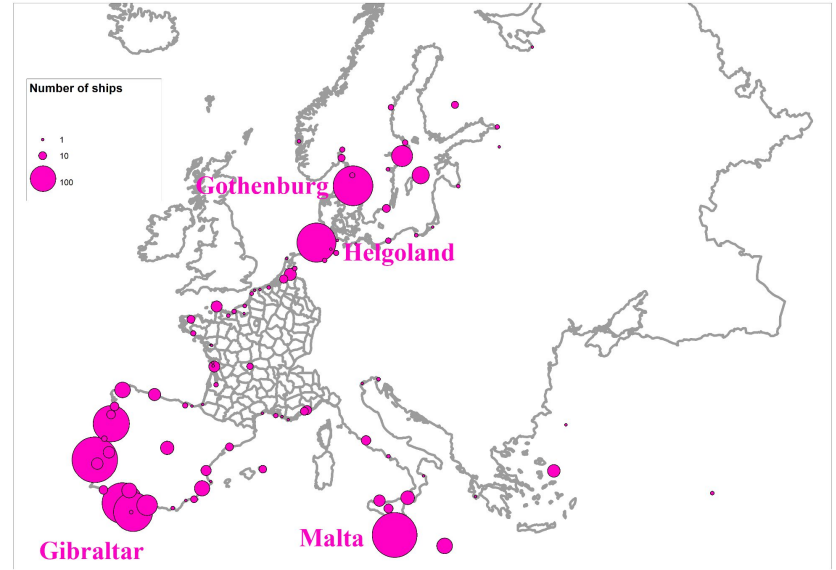 Number of ships
1
10
100
Gothenburg
Helgoland
Malta
Gibraltar